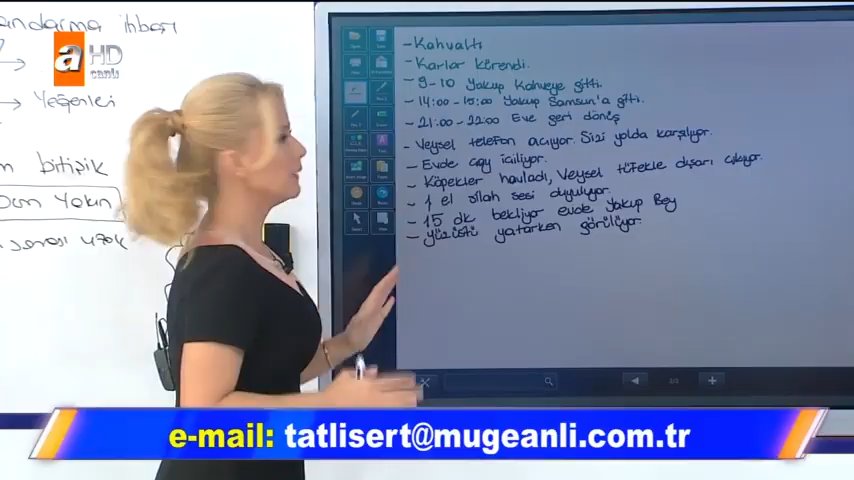 Jandarma ihbarı
a HD
canlı
→ Yeğenleri
bitişik
Yakın
- Kahvaltı
- Karlar kürendi.
- 9-10 Yakup Kahveye gitti.
- 14:00 - 15:00 Yakup Samsun'a gitti.
- 21:00 - 22:00 Eve geri dönüş
- Veysel telefon açıyor. Sizi yolda karşılıyor.
- Evde çay içiliyor.
- Köpekler havladı, Veysel tüfekle dışarı çıkıyor.
- 1 el silah sesi duyuluyor.
- 15 dk bekliyor evde Yakup Bey
- yüzüstü yatarken görülüyor.
e-mail: tatlisert@mugeanli.com.tr